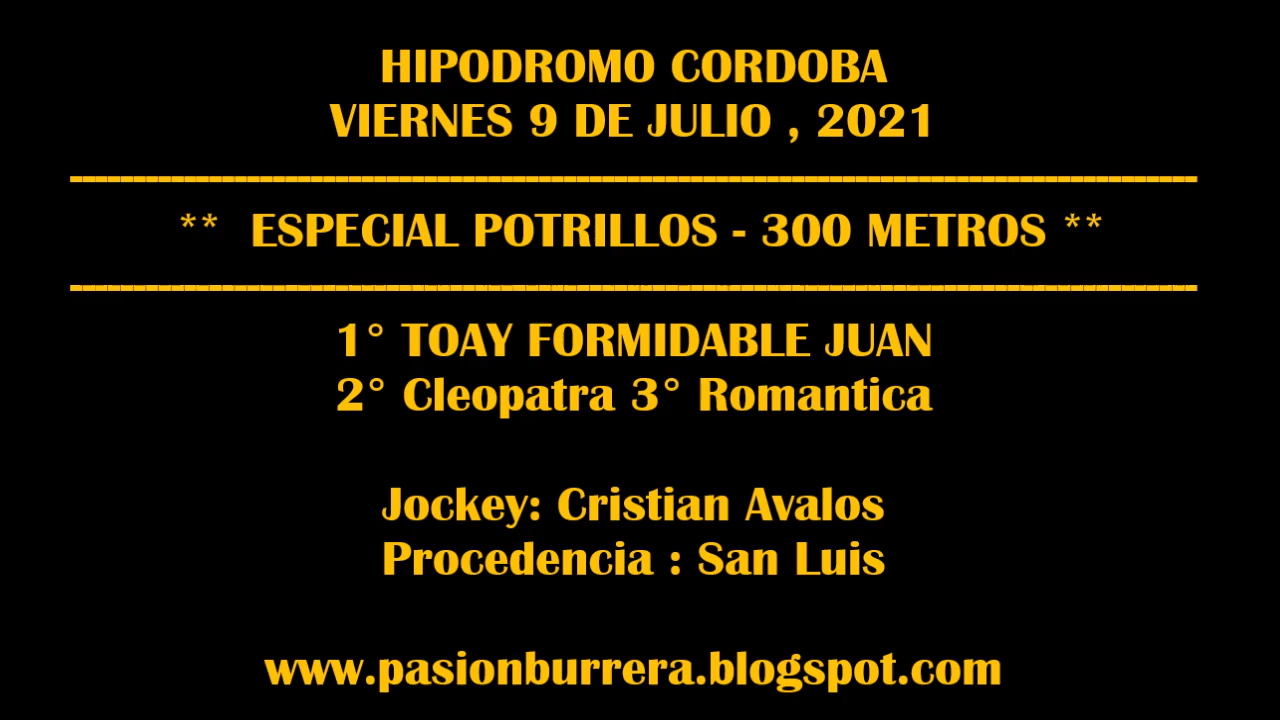 HIPODROMO CORDOBA
VIERNES 9 DE JULIO , 2021
** ESPECIAL POTRILLOS - 300 METROS **
1° TOAY FORMIDABLE JUAN
2° Cleopatra 3° Romantica
Jockey: Cristian Avalos
Procedencia : San Luis
www.pasionburrera.blogspot.com